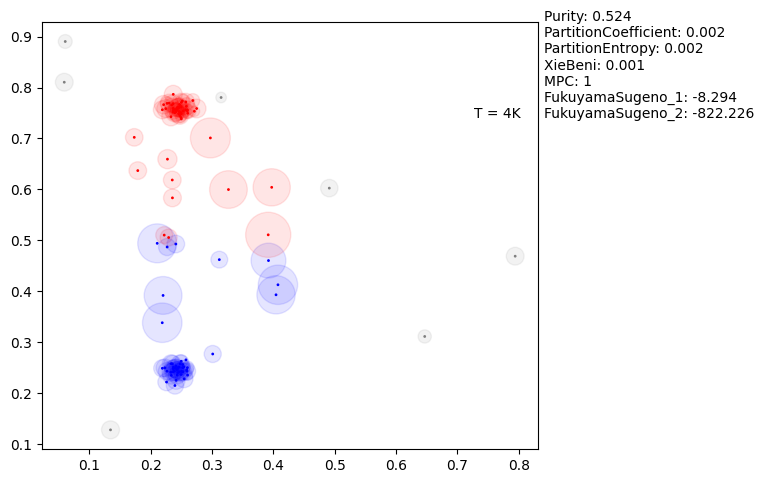 Purity: 0.524
PartitionCoefficient: 0.002
PartitionEntropy: 0.002
XieBeni: 0.001
MPC: 1
FukuyamaSugeno_1: -8.294
FukuyamaSugeno_2: -822.226
T = 4K
0.9
0.8
0.7
0.6
0.5
0.4
0.3
0.2
0.1
0.1 0.2 0.3 0.4 0.5 0.6 0.7 0.8